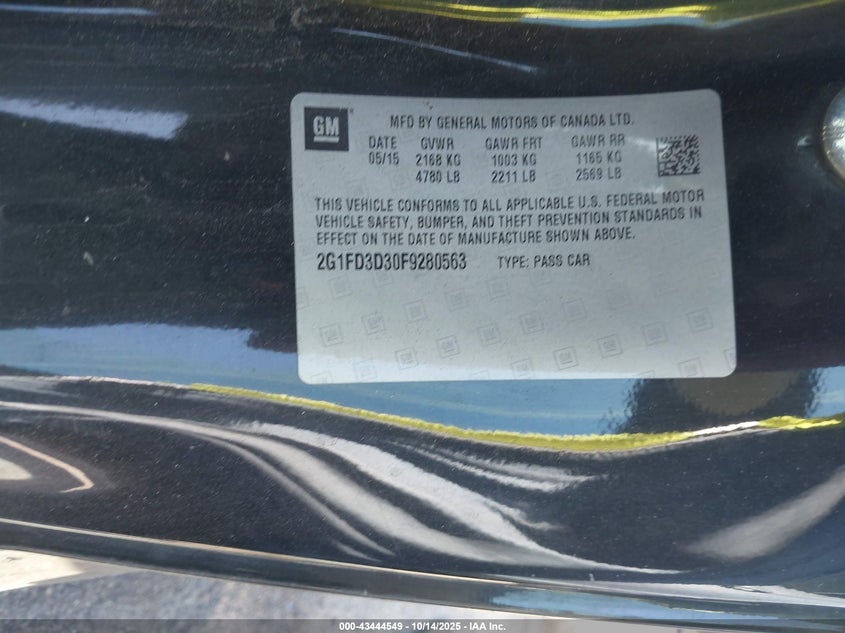 GM
MFD BY GENERAL MOTORS OF CANADA LTD.
DATE GVWR GAWR FRT GAWR RR
05/15 2168 KG 1003 KG 1165 KG
4780 LB 2211 LB 2569 LB
THIS VEHICLE CONFORMS TO ALL APPLICABLE U.S. FEDERAL MOTOR
VEHICLE SAFETY, BUMPER, AND THEFT PREVENTION STANDARDS IN
EFFECT ON THE DATE OF MANUFACTURE SHOWN ABOVE.
2G1FD3D30F9280563 TYPE: PASS CAR
000-43444549 - 10/14/2025 - IAA Inc.